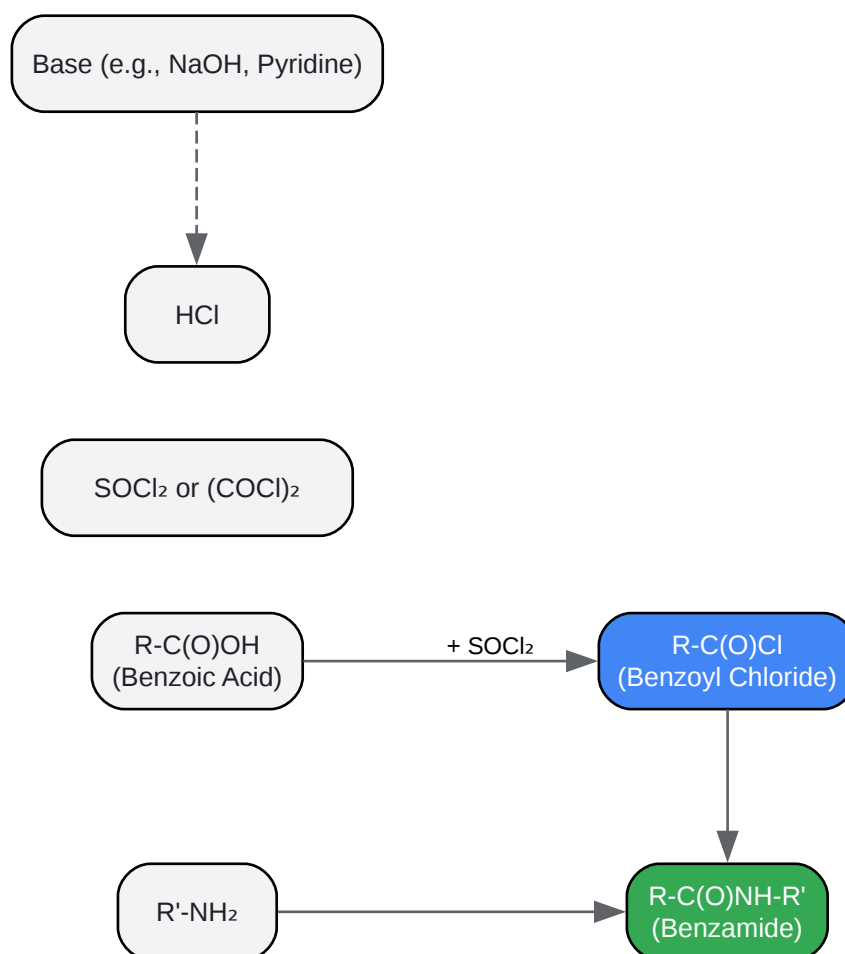 Base (e.g., NaOH, Pyridine)
HCl
SOCl₂ or (COCl)₂
R-C(O)OH
(Benzoic Acid)
+ SOCl₂
R-C(O)Cl
(Benzoyl Chloride)
R'-NH₂
R-C(O)NH-R'
(Benzamide)